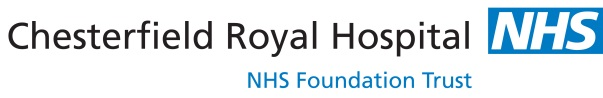 Chesterfield Royal Hospital NHS
NHS Foundation Trust